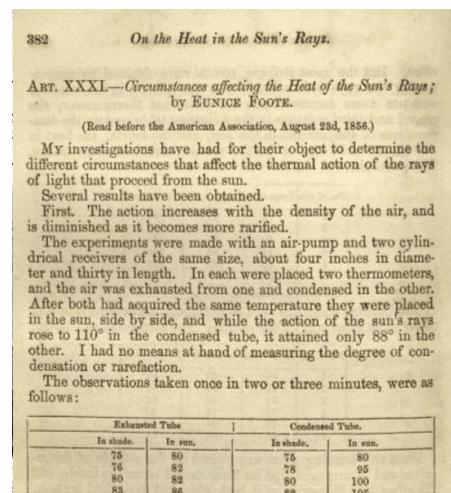 382 On the Heat in the Sun's Rays.
ART. XXXI.—Circumstances affecting the Heat of the Sun's Rays;
by EUNICE FOOTE.
(Read before the American Association, August 23d, 1856.)
MY investigations have had for their object to determine the
different circumstances that affect the thermal action of the rays
of light that proceed from the sun.
Several results have been obtained.
First. The action increases with the density of the air, and
is diminished as it becomes more rarified.
The experiments were made with an air-pump and two cylin-
drical receivers of the same size, about four inches in diame-
ter and thirty in length. In each were placed two thermometers,
and the air was exhausted from one and condensed in the other.
After both had acquired the same temperature they were placed
in the sun, side by side, and while the action of the sun's rays
rose to 110° in the condensed tube, it attained only 88° in the
other. I had no means at hand of measuring the degree of con-
densation or rarefaction.
The observations taken once in two or three minutes, were as
follows:
Exhausted Tube Condensed Tube.
In shade. In sun. In shade. In sun.
75 80 75 80
76 82 78 95
80 82 80 100
83 86